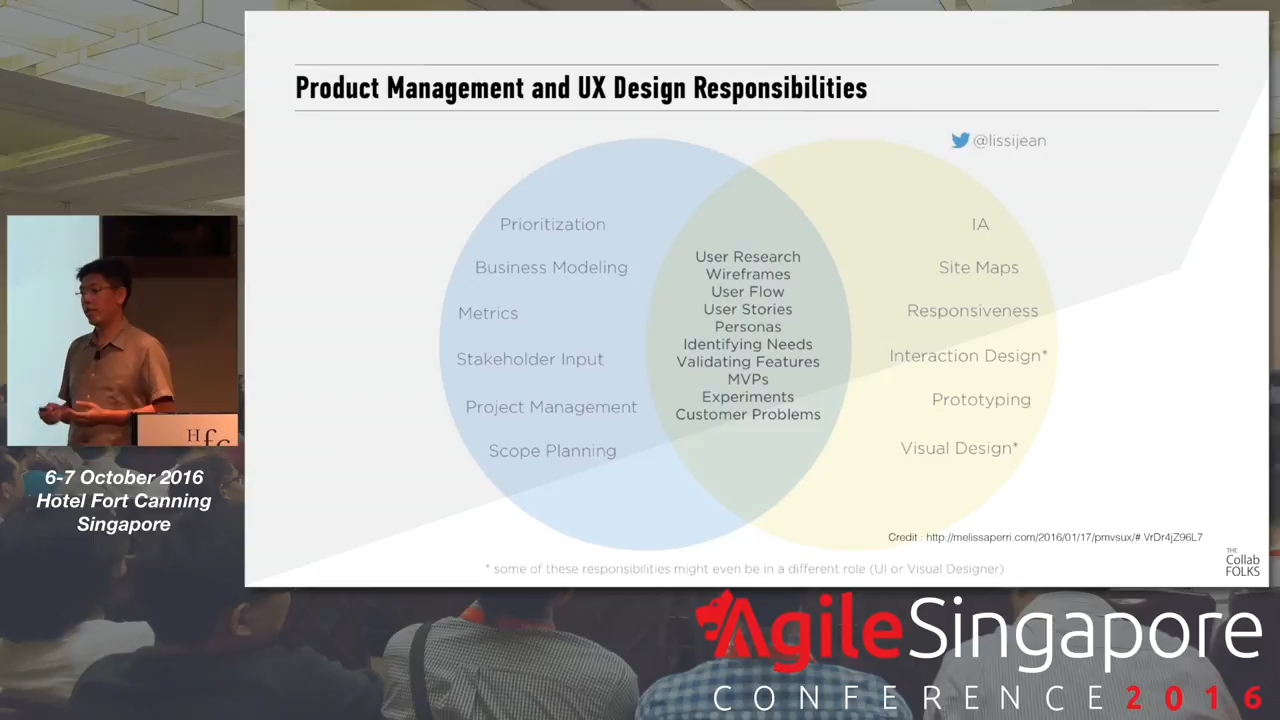 Product Management and UX Design Responsibilities
@lissijean
Prioritization
Business Modeling
Metrics
Stakeholder Input
Project Management
Scope Planning
User Research
Wireframes
User Flow
User Stories
Personas
Identifying Needs
Validating Features
MVPs
Experiments
Customer Problems
IA
Site Maps
Responsiveness
Interaction Design*
Prototyping
Visual Design*
Credit : http://melissaperri.com/2016/01/17/pmvsux/#.VrDr4jZ96L7
* some of these responsibilities might even be in a different role (UI or Visual Designer)
THE
Collab
FOLKS
Hfc
6-7 October 2016
Hotel Fort Canning
Singapore
AgileSingapore
CONFERENCE 2016